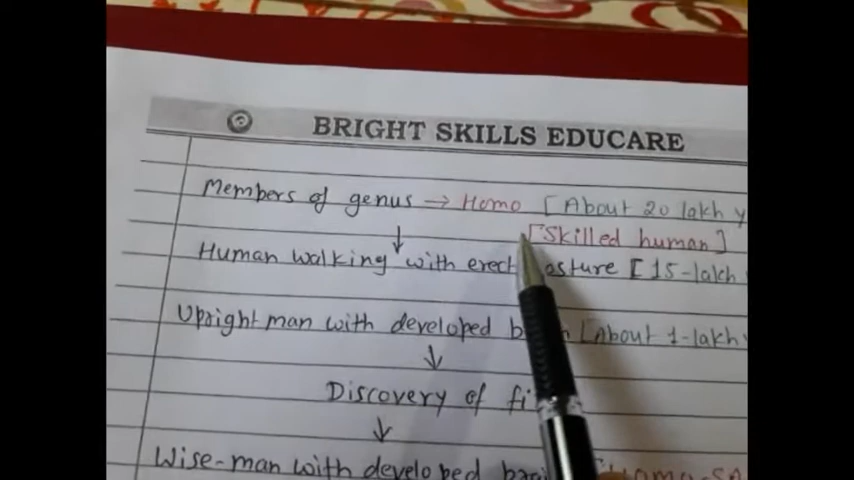 BRIGHT SKILLS EDUCARE
Members of genus → Homo [About 20 lakh
[Skilled human]
Human walking with erect posture [15-lakh
Upright man with developed [About 1-lakh
Discovery of
Wise-man with developed